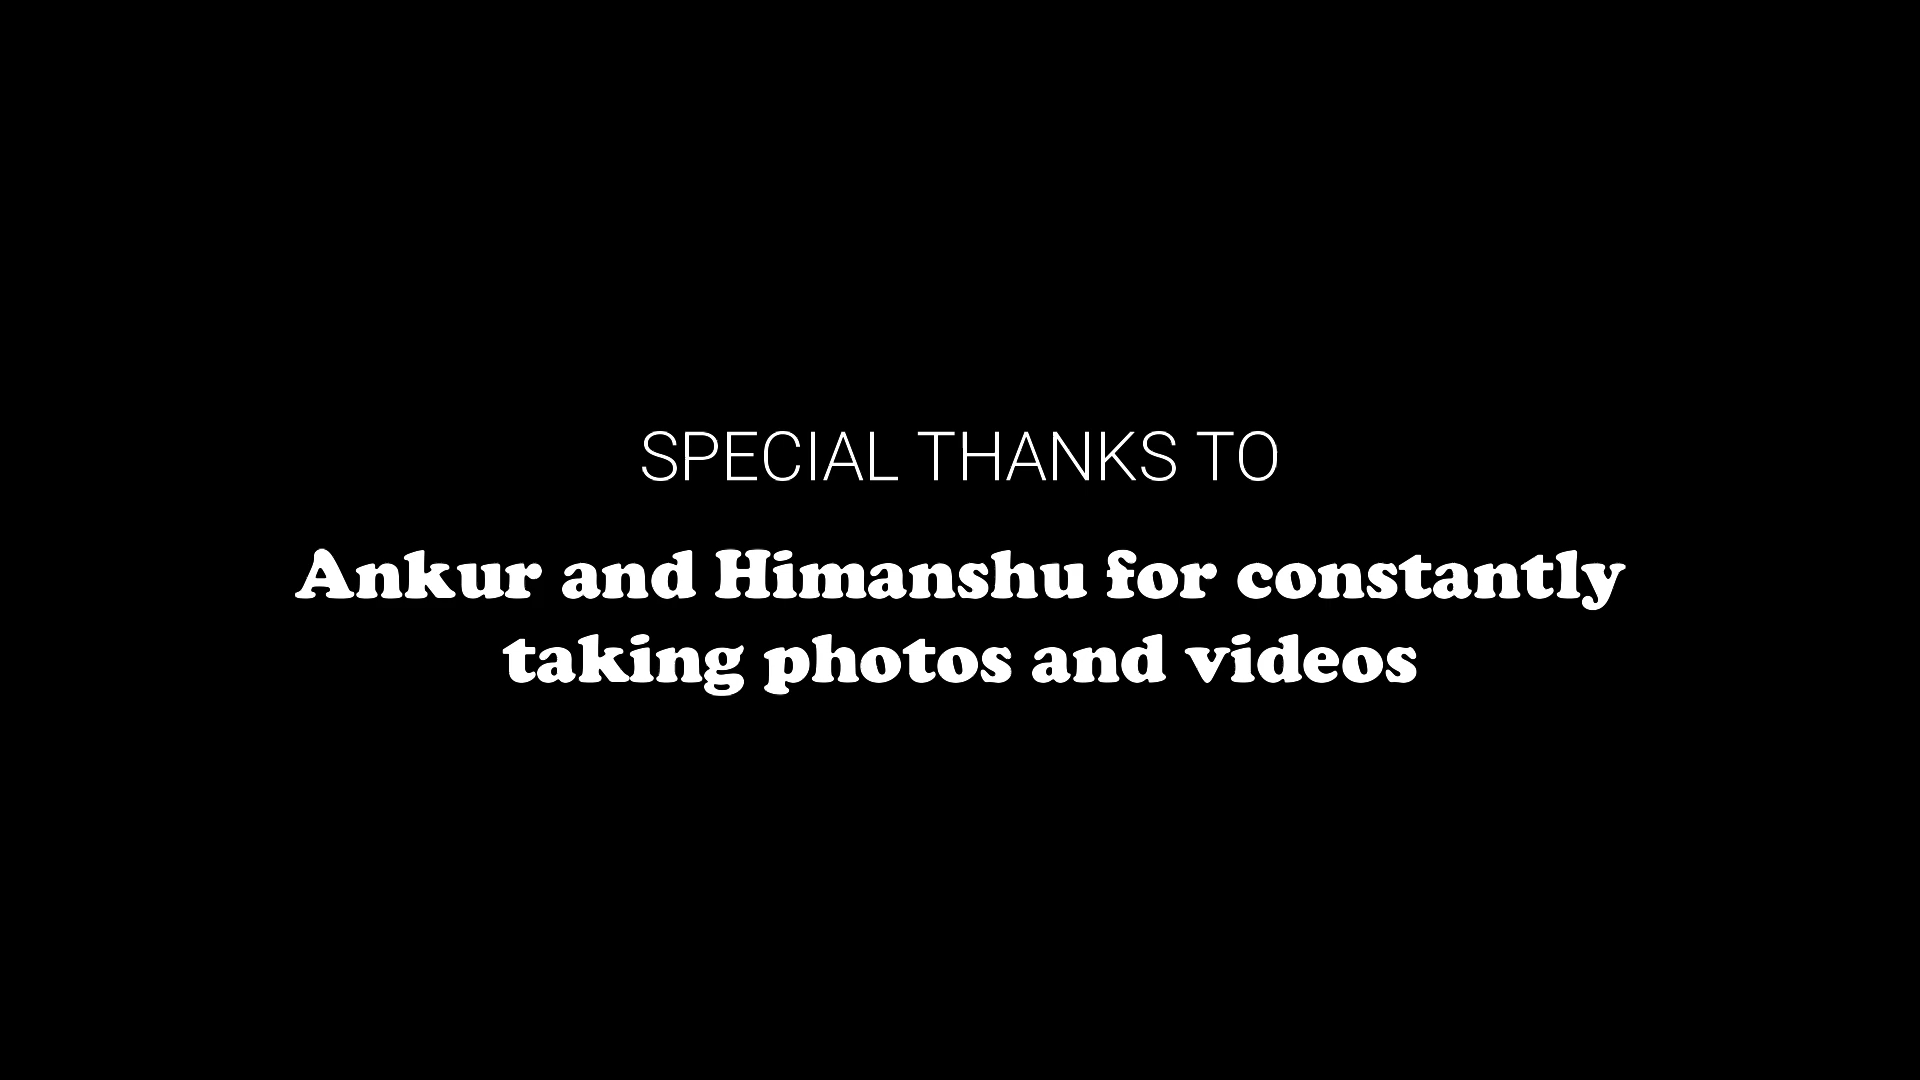 SPECIAL THANKS TO
Ankur and Himanshu for constantly
taking photos and videos